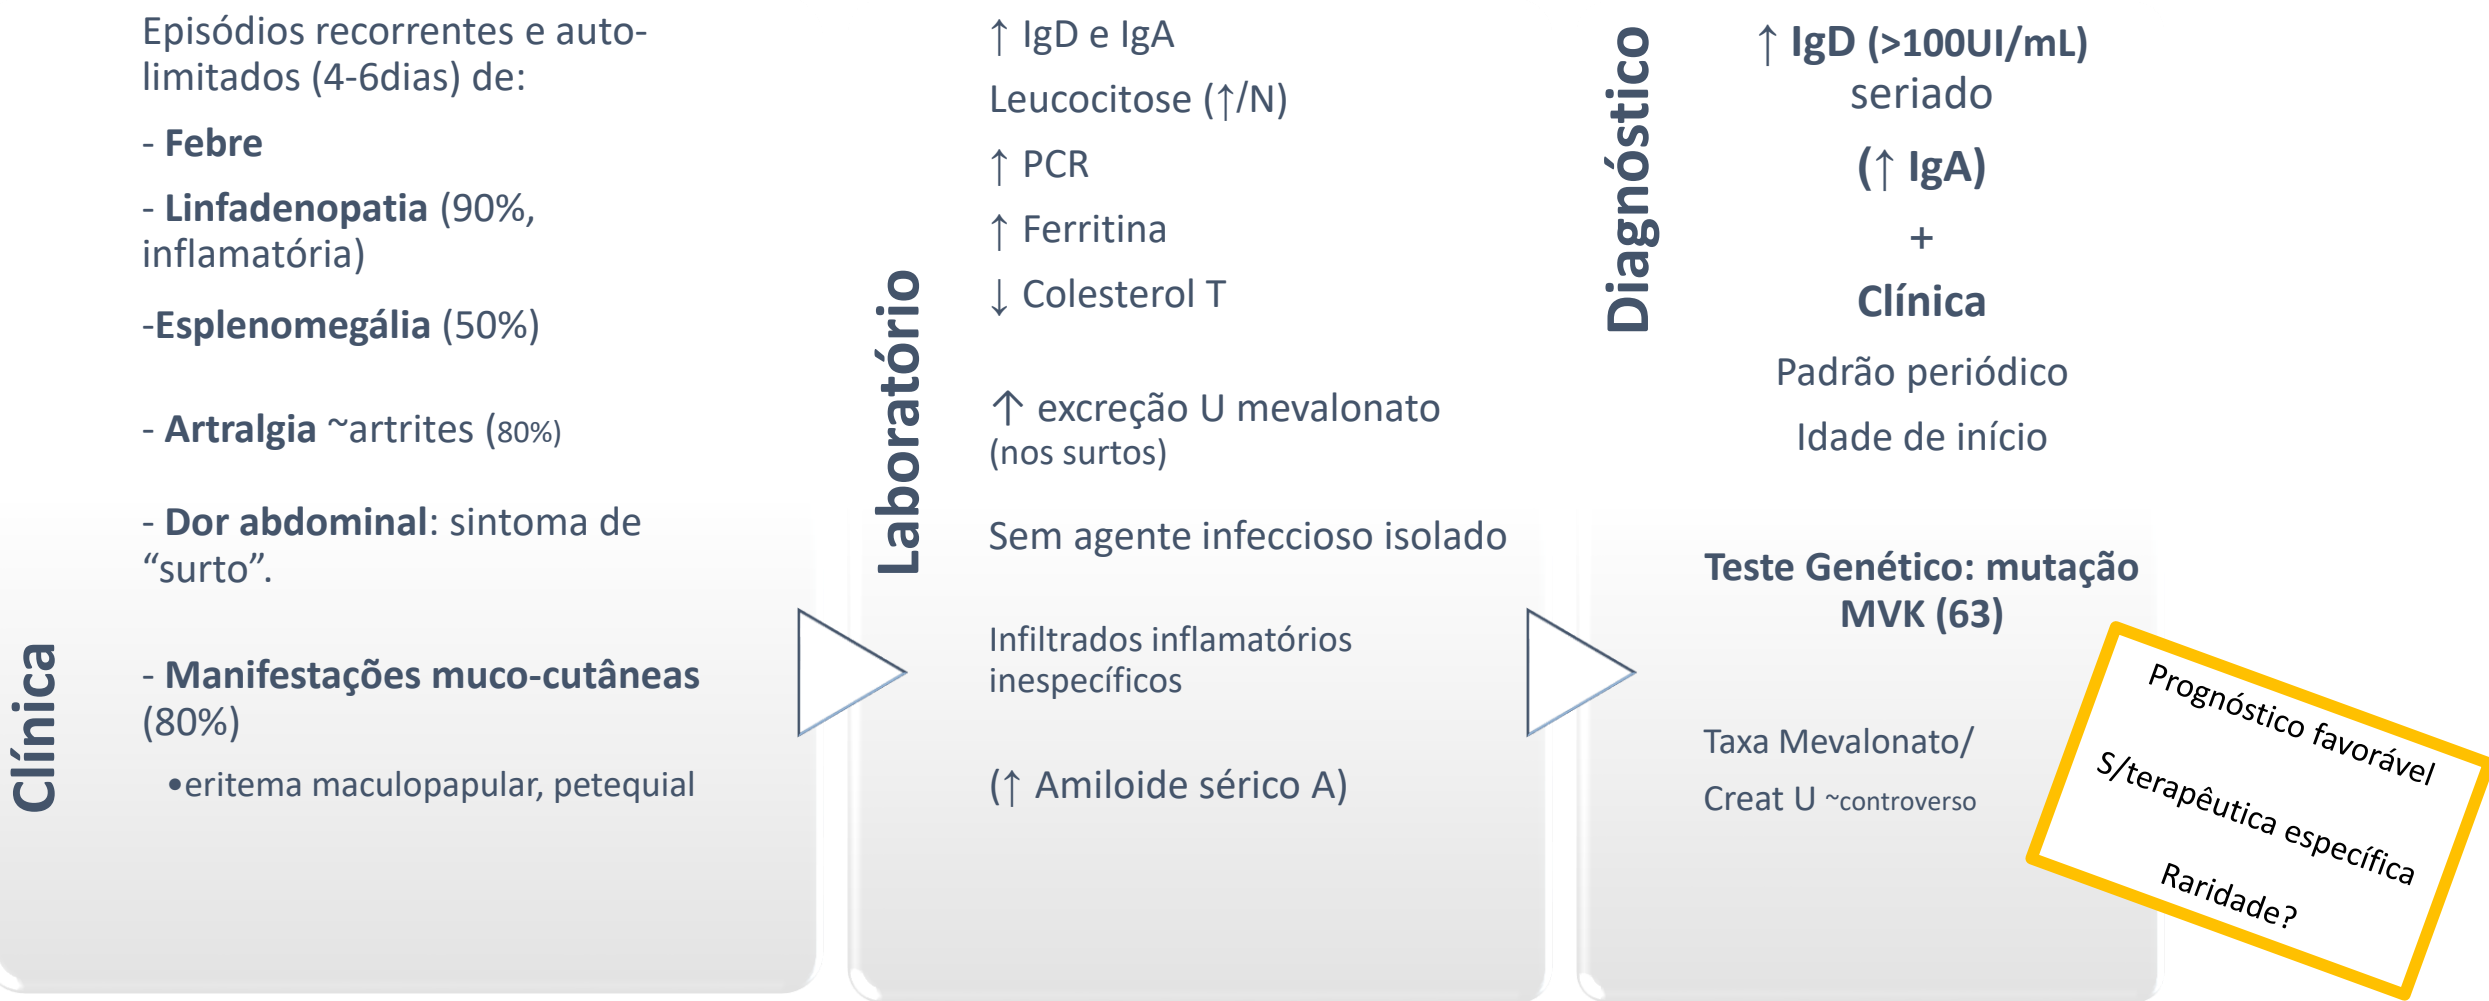 Clínica
Episódios recorrentes e auto-
limitados (4-6dias) de:
- Febre
- Linfadenopatia (90%,
inflamatória)
-Esplenomegália (50%)
- Artralgia ~artrites (80%)
- Dor abdominal: sintoma de
“surto”.
- Manifestações muco-cutâneas
(80%)
•eritema maculopapular, petequial
Laboratório
↑ IgD e IgA
Leucocitose (↑/N)
↑ PCR
↑ Ferritina
↓ Colesterol T
↑ excreção U mevalonato
(nos surtos)
Sem agente infeccioso isolado
Infiltrados inflamatórios
inespecíficos
(↑ Amiloide sérico A)
Diagnóstico
↑ IgD (>100UI/mL)
seriado
(↑ IgA)
+
Clínica
Padrão periódico
Idade de início
Teste Genético: mutação
MVK (63)
Taxa Mevalonato/
Creat U ~controverso
Prognóstico favorável
S/terapêutica específica
Raridade?